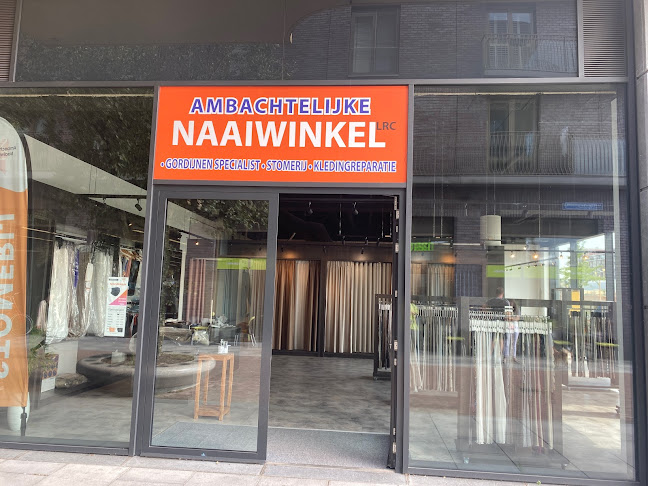 AMBACHTELIJKE
NAAIWINKEL LRC
• GORDIJNEN SPECIALIST • STOMERIJ • KLEDINGREPARATIE
STOMERIJ